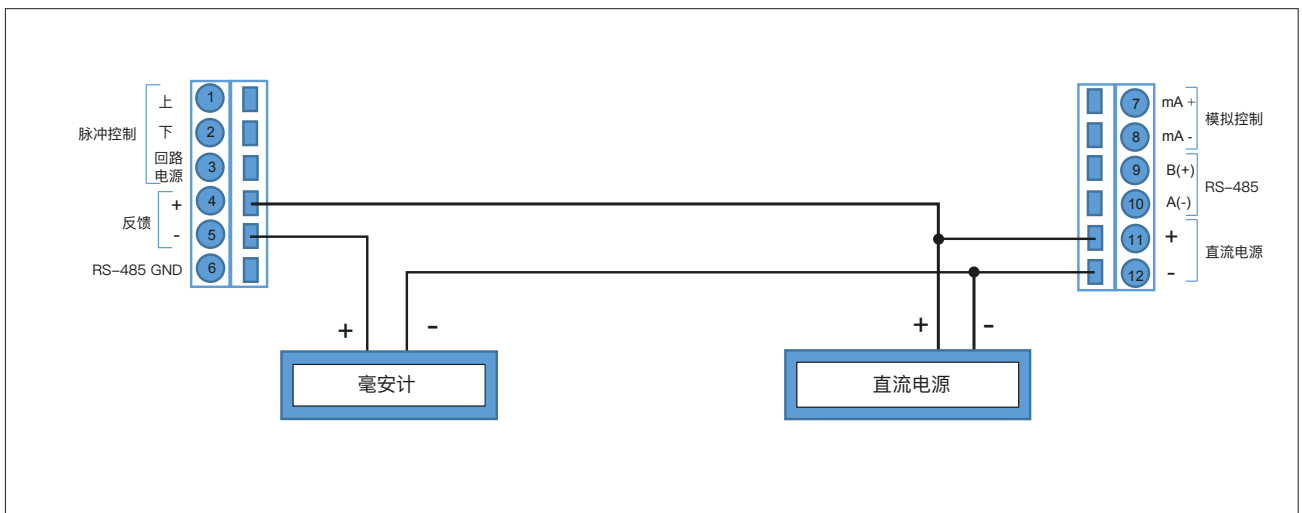 脉冲控制
上
下
回路
电源
反馈
+
-
RS-485 GND
1
2
3
4
5
6
7
8
9
10
11
12
mA +
mA -
B(+)
A(-)
+
-
模拟控制
RS-485
直流电源
+
-
毫安计
+
-
直流电源